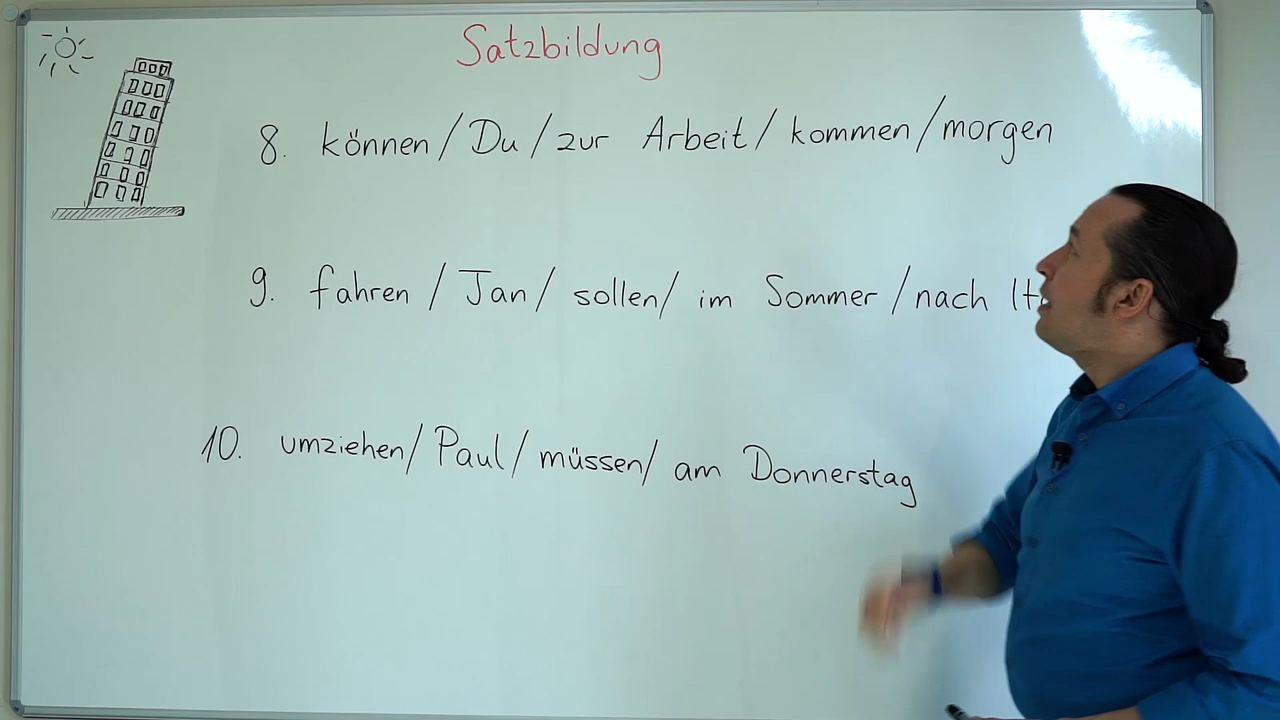 Satzbildung
8. können / Du / zur Arbeit / kommen / morgen
9. fahren / Jan / sollen / im Sommer / nach
10. umziehen / Paul / müssen / am Donnerstag